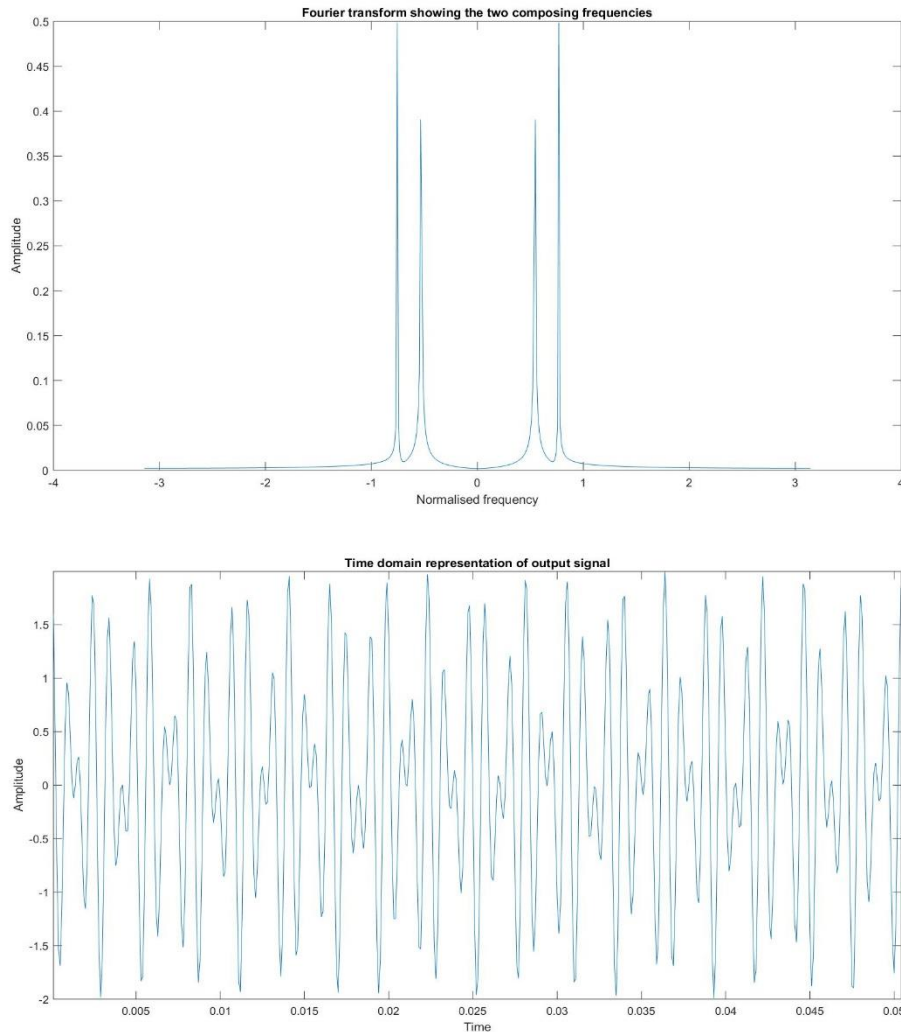 Fourier transform showing the two composing frequencies
0.5
0.45
0.4
0.35
0.3
0.25
0.2
0.15
0.1
0.05
0
Amplitude
-4 -3 -2 -1 0 1 2 3 4
Normalised frequency
Time domain representation of output signal
1.5
1
0.5
0
-0.5
-1
-1.5
-2
Amplitude
0.005 0.01 0.015 0.02 0.025 0.03 0.035 0.04 0.045
Time